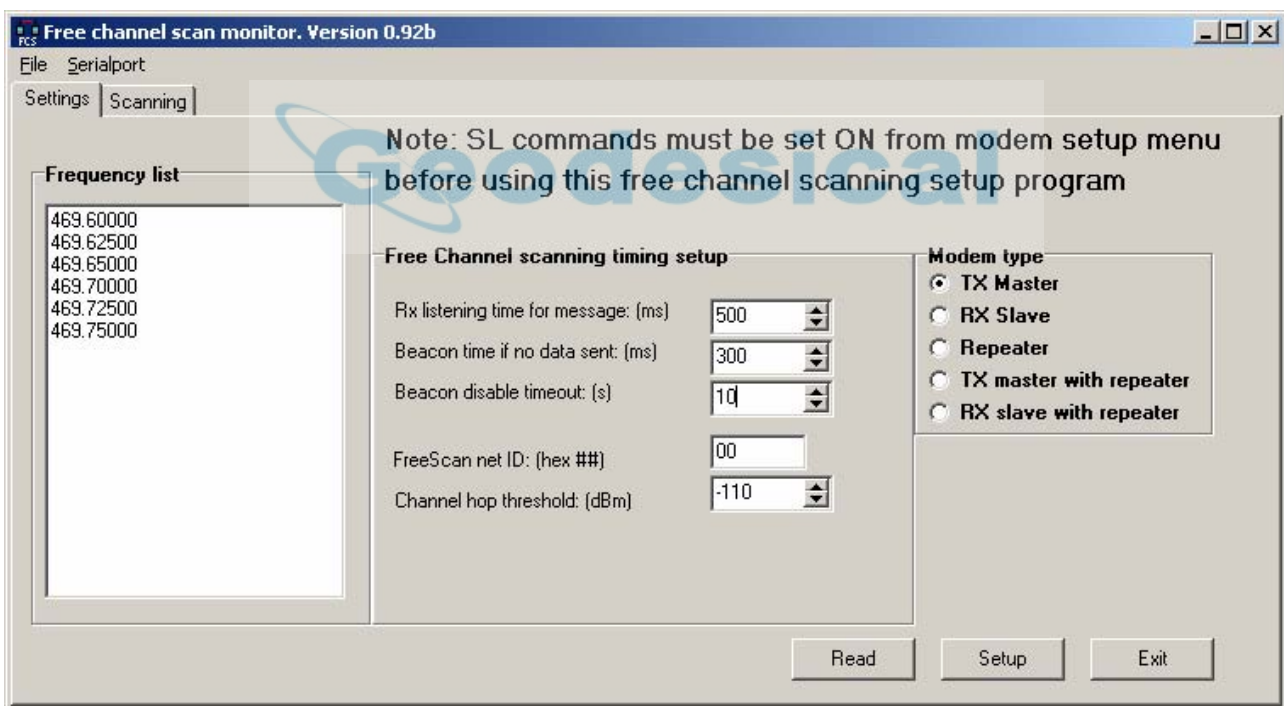 FCS Free channel scan monitor. Version 0.92b
File Serialport
Settings Scanning
Geodesical
Note: SL commands must be set ON from modem setup menu
before using this free channel scanning setup program
Frequency list
469.60000
469.62500
469.65000
469.70000
469.72500
469.75000
Free Channel scanning timing setup
Rx listening time for message: (ms) 500
Beacon time if no data sent: (ms) 300
Beacon disable timeout: (s) 10
FreeScan net ID: (hex ##) 00
Channel hop threshold: (dBm) -110
Modem type
TX Master
RX Slave
Repeater
TX master with repeater
RX slave with repeater
Read Setup Exit